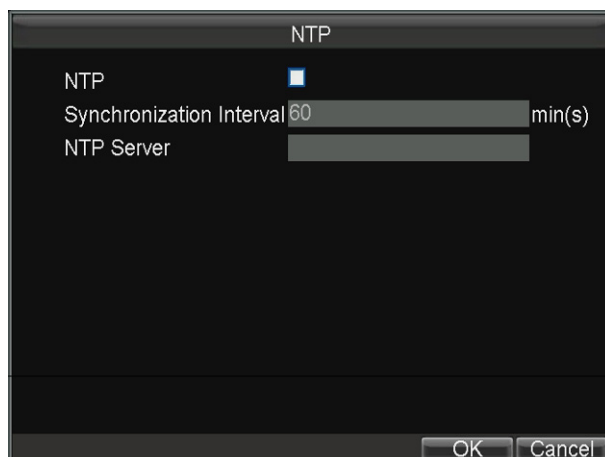 NTP
NTP
Synchronization Interval 60 min(s)
NTP Server
OK Cancel